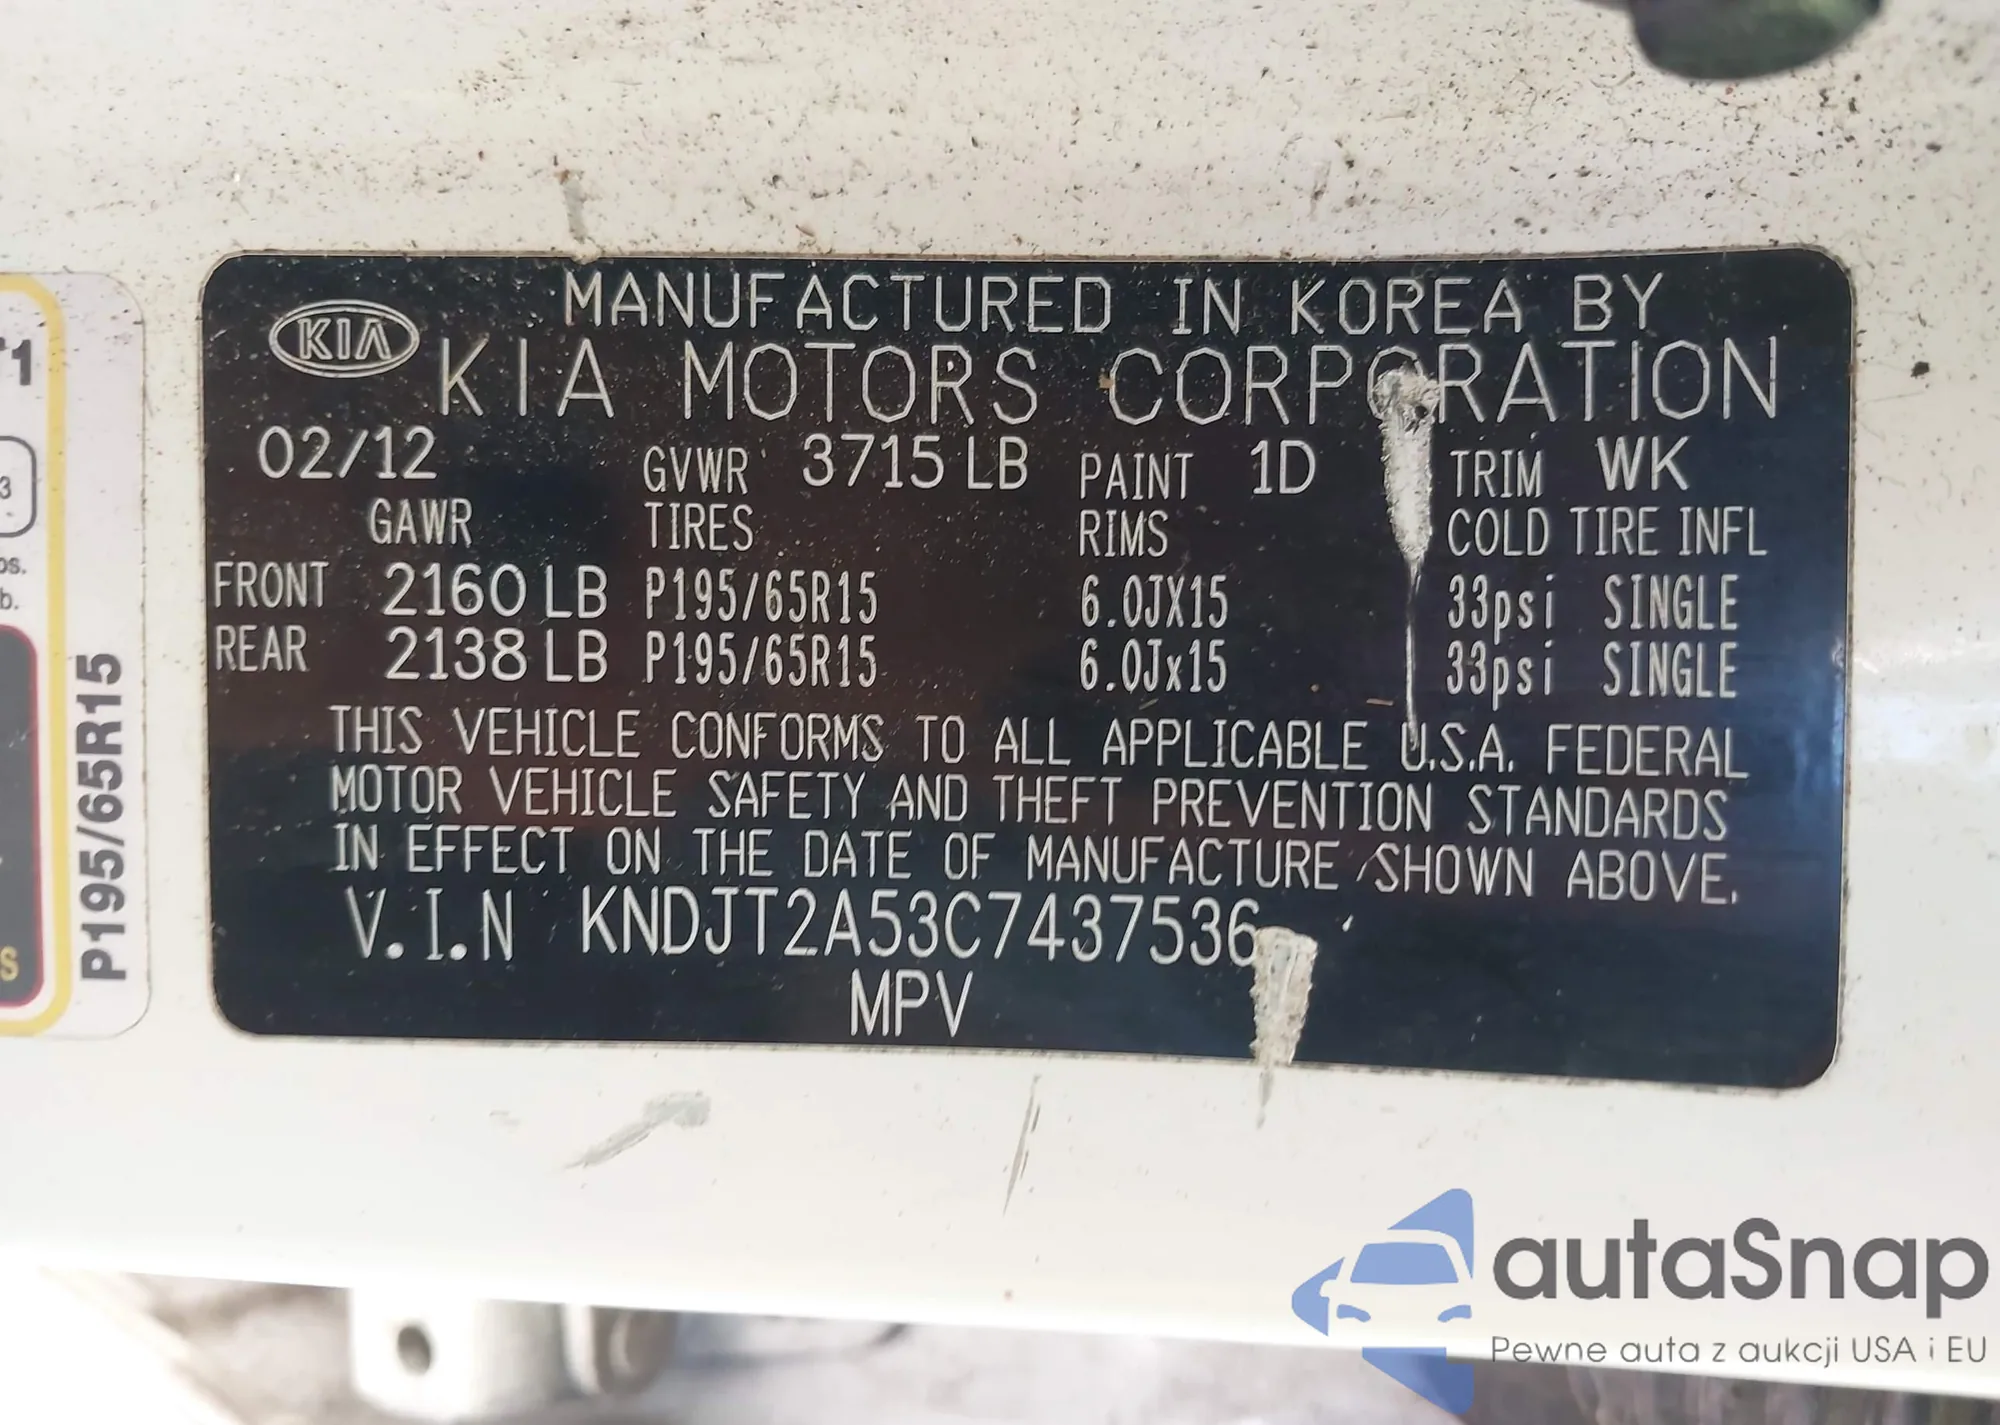 KIA
MANUFACTURED IN KOREA BY
KIA MOTORS CORPORATION
02/12 GVWR 3715 LB PAINT 1D TRIM WK
GAWR TIRES RIMS COLD TIRE INFL
FRONT 2160 LB P195/65R15 6.0JX15 33psi SINGLE
REAR 2138 LB P195/65R15 6.0Jx15 33psi SINGLE
THIS VEHICLE CONFORMS TO ALL APPLICABLE U.S.A. FEDERAL
MOTOR VEHICLE SAFETY AND THEFT PREVENTION STANDARDS
IN EFFECT ON THE DATE OF MANUFACTURE SHOWN ABOVE.
V.I.N KNDJT2A53C7437536
MPV
P195/65R15
autaSnap
Pewne auta z aukcji USA i EU